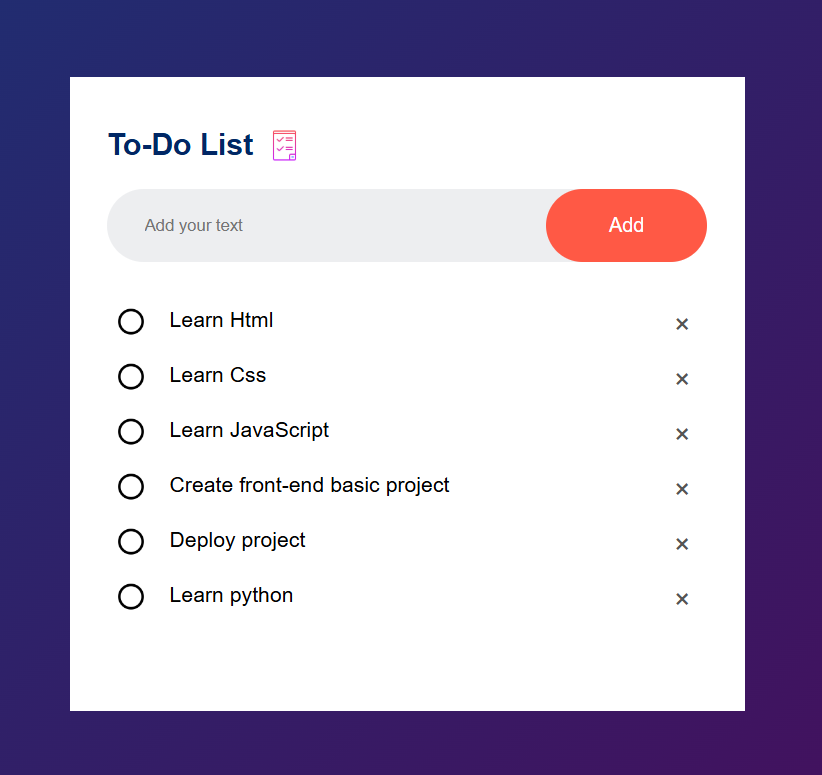 To-Do List
Add your text
Add
Learn Html
×
Learn Css
×
Learn JavaScript
×
Create front-end basic project
×
Deploy project
×
Learn python
×